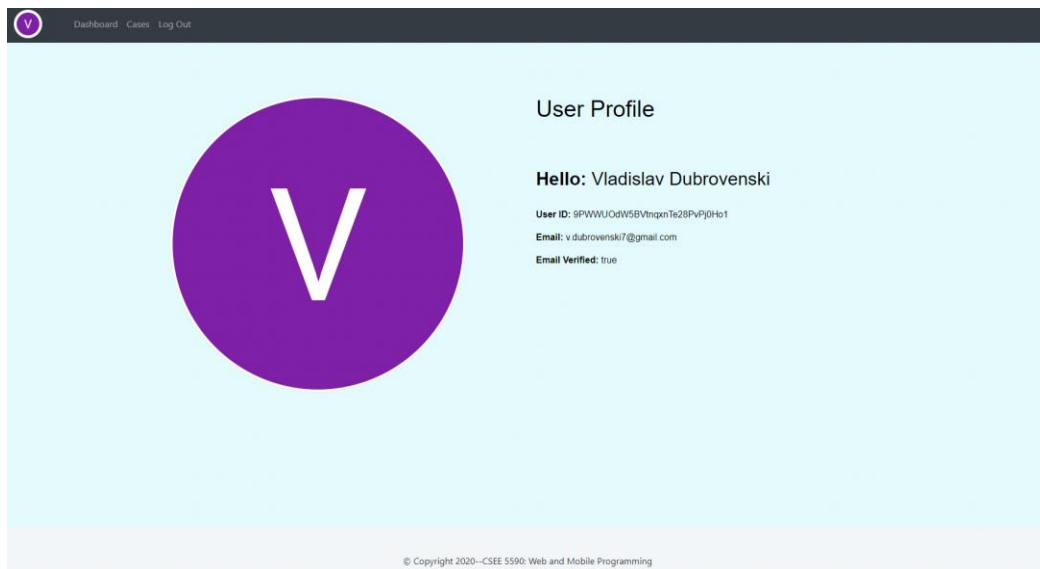 V
Dashboard Cases Log Out
V
User Profile
Hello: Vladislav Dubrovenski
User ID: 9PWWUOdW5BVtnqxnTe28PvPj0Ho1
Email: v.dubrovenski7@gmail.com
Email Verified: true
© Copyright 2020--CSEE 5590: Web and Mobile Programming